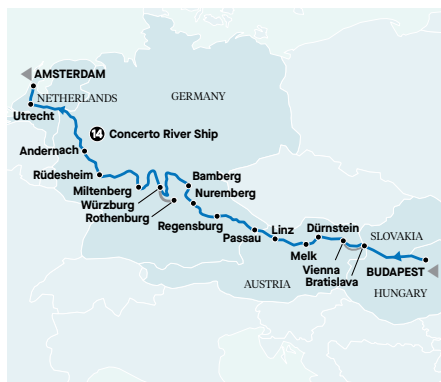 AMSTERDAM
NETHERLANDS
GERMANY
Utrecht
14 Concerto River Ship
Andernach
Rüdesheim
Bamberg
Miltenberg
Nuremberg
Würzburg
Rothenburg
Regensburg
Passau
Linz
Dürnstein
SLOVAKIA
Melk
Vienna
BUDAPEST
Bratislava
AUSTRIA
HUNGARY